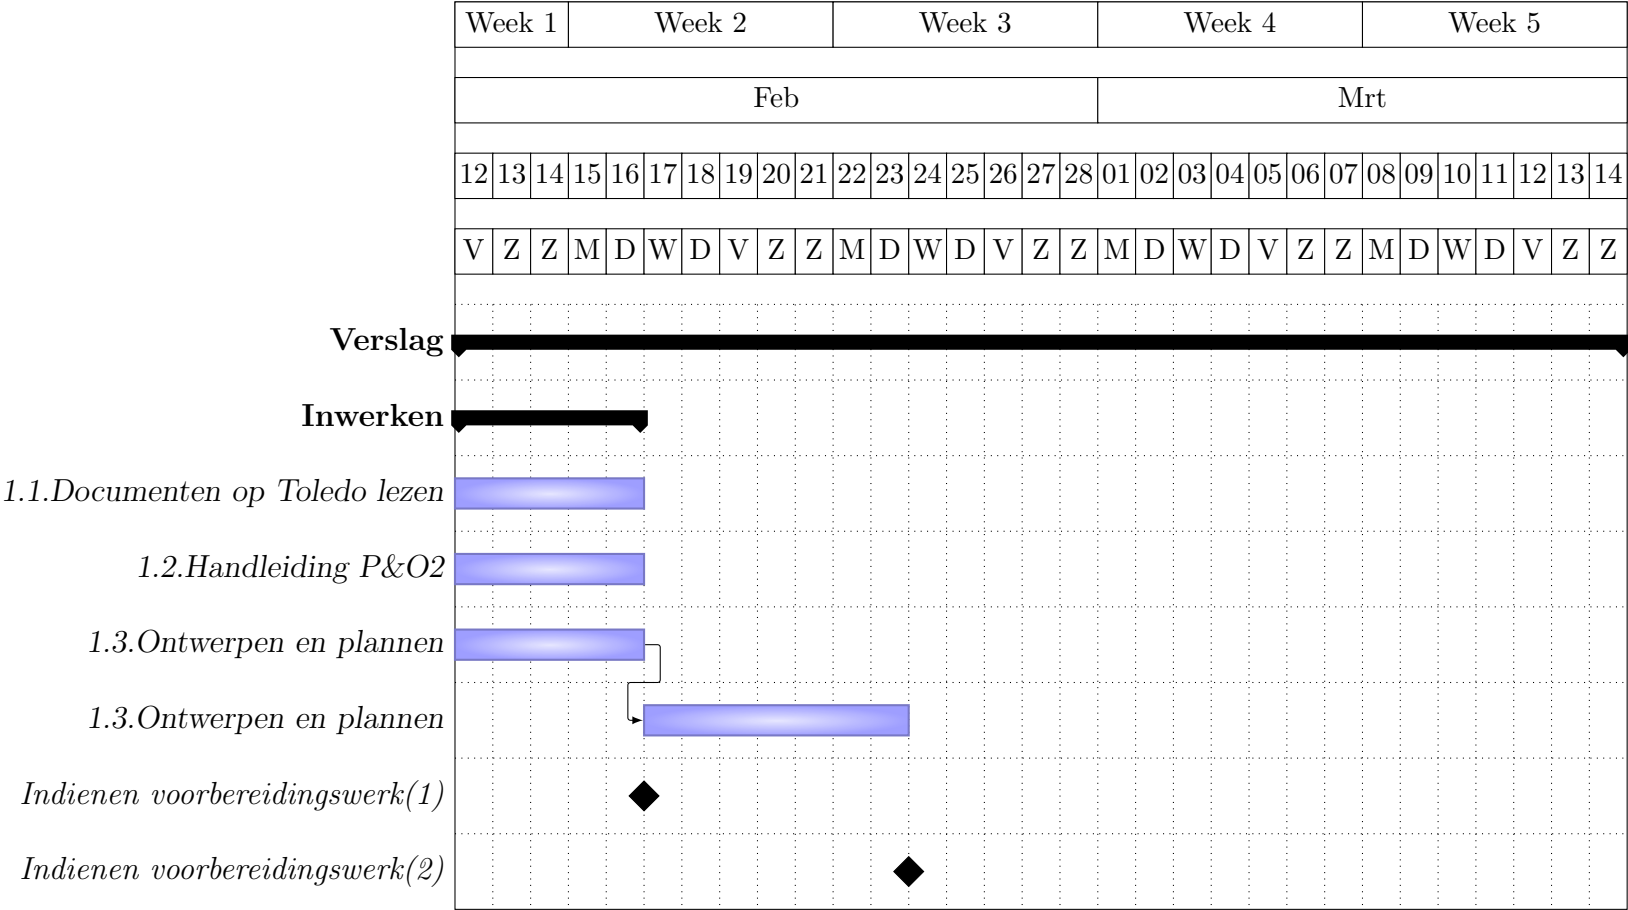 Week 1 Week 2 Week 3 Week 4 Week 5
Feb Mrt
12 13 14 15 16 17 18 19 20 21 22 23 24 25 26 27 28 01 02 03 04 05 06 07 08 09 10 11 12 13 14
V Z Z M D W D V Z Z M D W D V Z Z M D W D V Z Z M D W D V Z Z
Verslag
Inwerken
1.1.Documenten op Toledo lezen
1.2.Handleiding P&O2
1.3.Ontwerpen en plannen
1.3.Ontwerpen en plannen
Indienen voorbereidingswerk(1)
Indienen voorbereidingswerk(2)